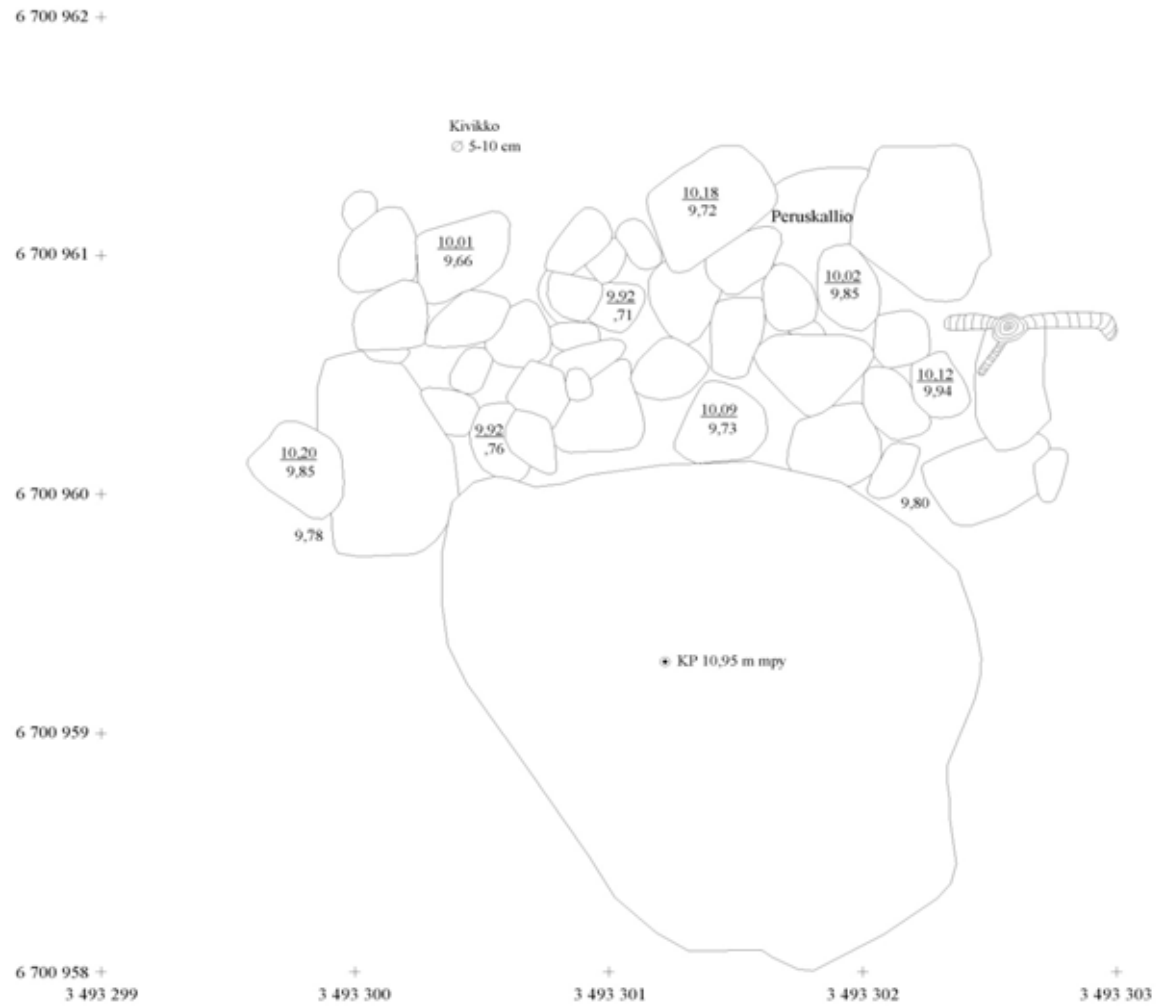 6 700 962
Kivikko
∅ 5-10 cm
10,18
9,72
Peruskallio
6 700 961
10,01
9,66
10,02
9,85
9,92
,71
10,12
9,94
10,09
9,73
9,92
,76
10,20
9,85
6 700 960
9,80
9,78
KP 10,95 m mpy
6 700 959
6 700 958
3 493 299
3 493 300
3 493 301
3 493 302
3 493 303